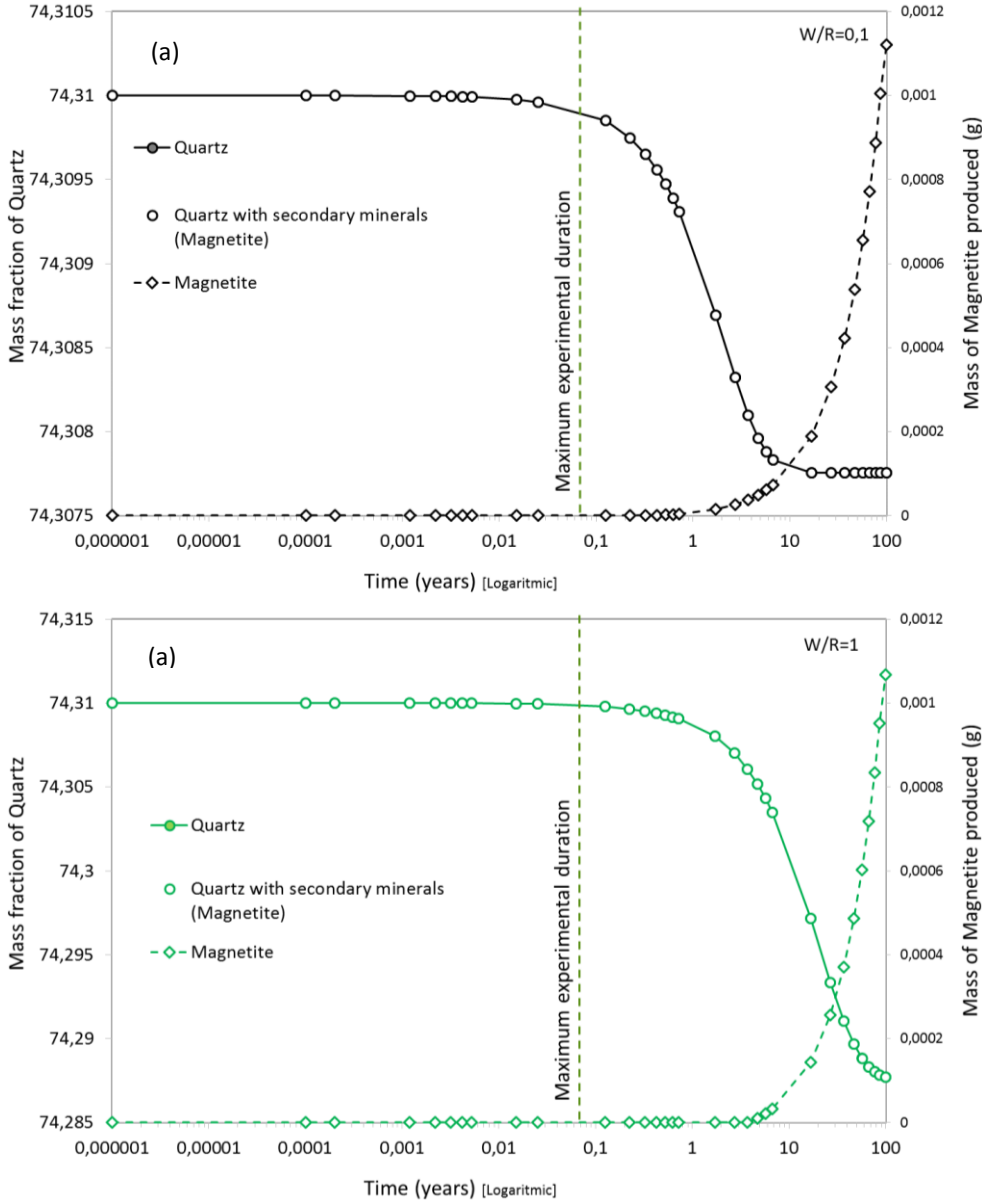 (a)
W/R=0,1
Mass fraction of Quartz
74,3105
74,31
74,3095
74,309
74,3085
74,308
74,3075
Quartz
Quartz with secondary minerals
(Magnetite)
Magnetite
Maximum experimental duration
0,0012
0,001
0,0008
0,0006
0,0004
0,0002
0
Mass of Magnetite produced (g)
0,000001
0,00001
0,0001
0,001
0,01
0,1
1
10
100
Time (years) [Logaritmic]
(a)
W/R=1
Mass fraction of Quartz
74,315
74,31
74,305
74,3
74,295
74,29
74,285
Quartz
Quartz with secondary minerals
(Magnetite)
Magnetite
Maximum experimental duration
0,0012
0,001
0,0008
0,0006
0,0004
0,0002
0
Mass of Magnetite produced (g)
0,000001
0,00001
0,0001
0,001
0,01
0,1
1
10
100
Time (years) [Logaritmic]